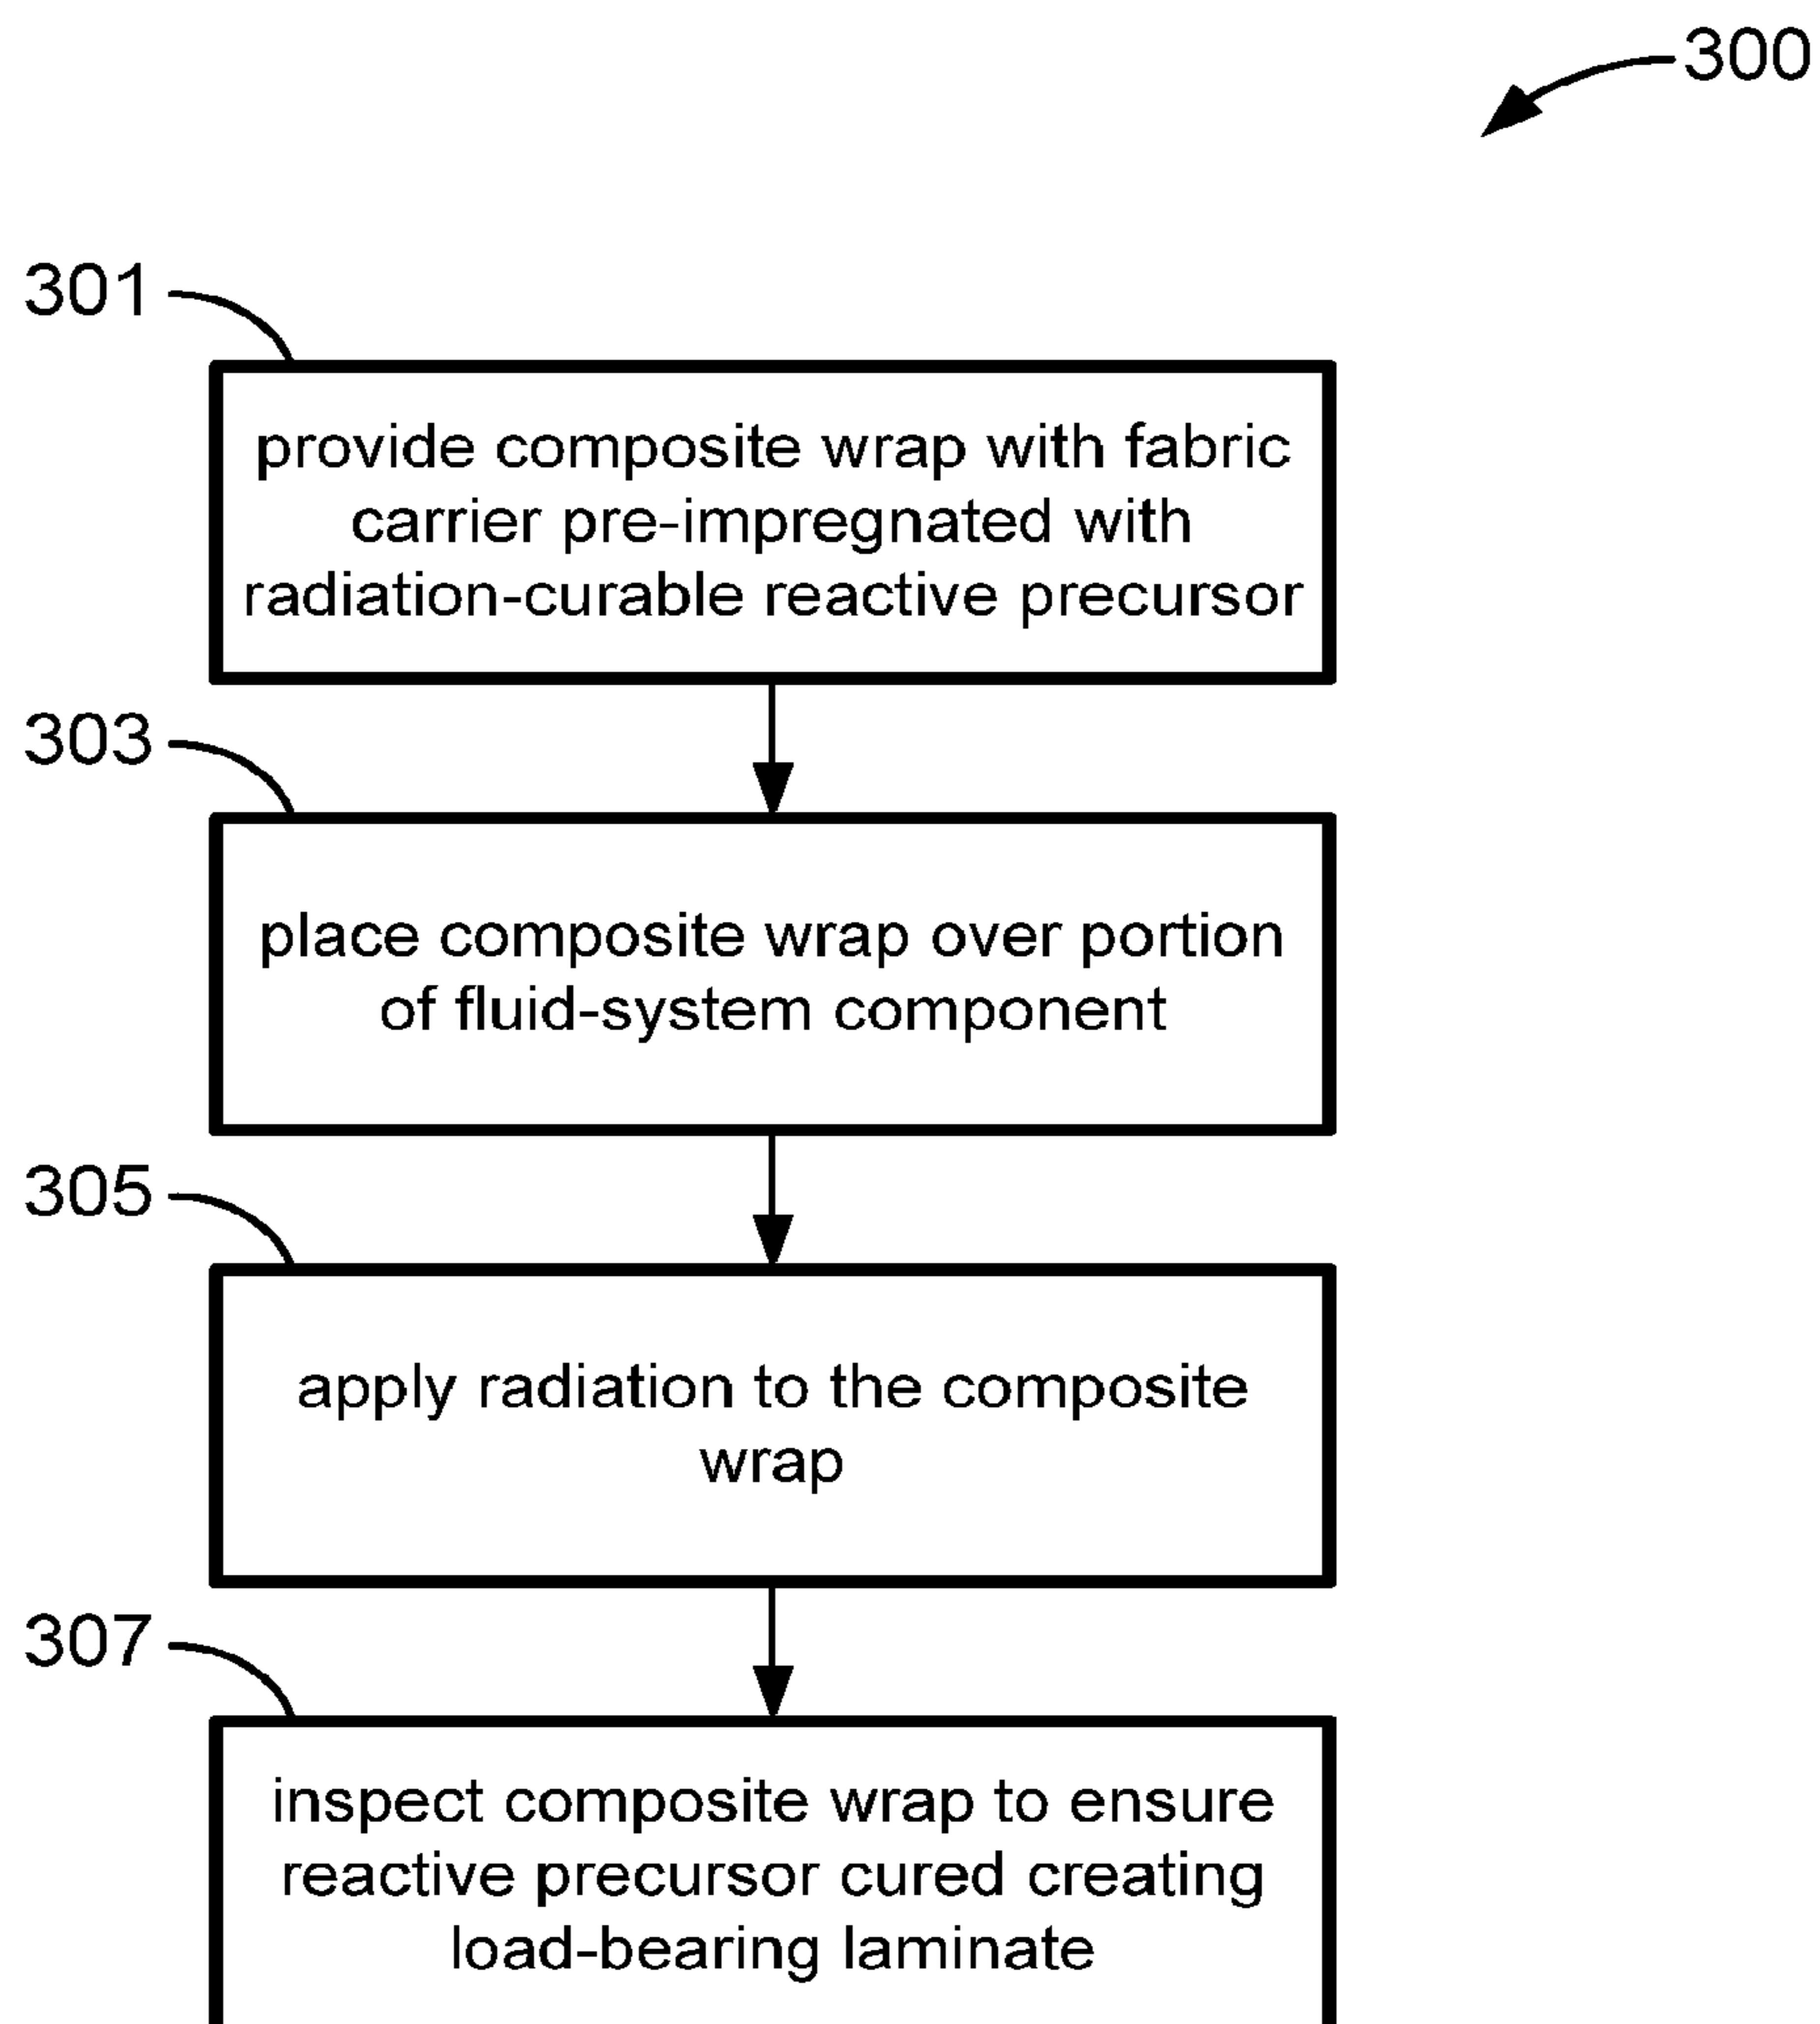 300
301
provide composite wrap with fabric
carrier pre-impregnated with
radiation-curable reactive precursor
303
place composite wrap over portion
of fluid-system component
305
apply radiation to the composite
wrap
307
inspect composite wrap to ensure
reactive precursor cured creating
load-bearing laminate